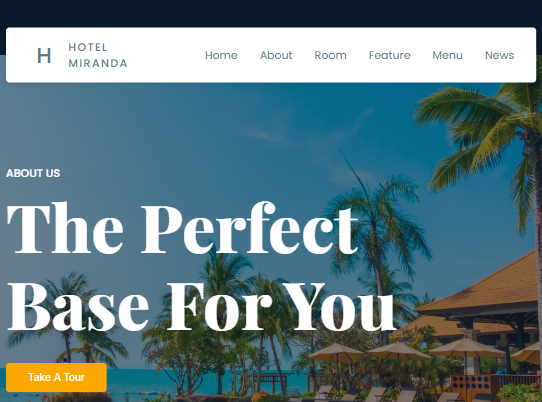 H
HOTEL
MIRANDA
Home About Room Feature Menu News
ABOUT US
The Perfect
Base For You
Take A Tour